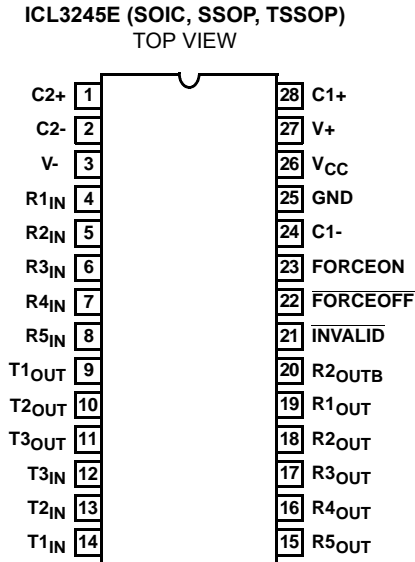 ICL3245E (SOIC, SSOP, TSSOP)
TOP VIEW
C2+ 1 28 C1+
C2- 2 27 V+
V- 3 26 VCC
R1IN 4 25 GND
R2IN 5 24 C1-
R3IN 6 23 FORCEON
R4IN 7 22 FORCEOFF
R5IN 8 21 INVALID
T1OUT 9 20 R2OUTB
T2OUT 10 19 R1OUT
T3OUT 11 18 R2OUT
T3IN 12 17 R3OUT
T2IN 13 16 R4OUT
T1IN 14 15 R5OUT